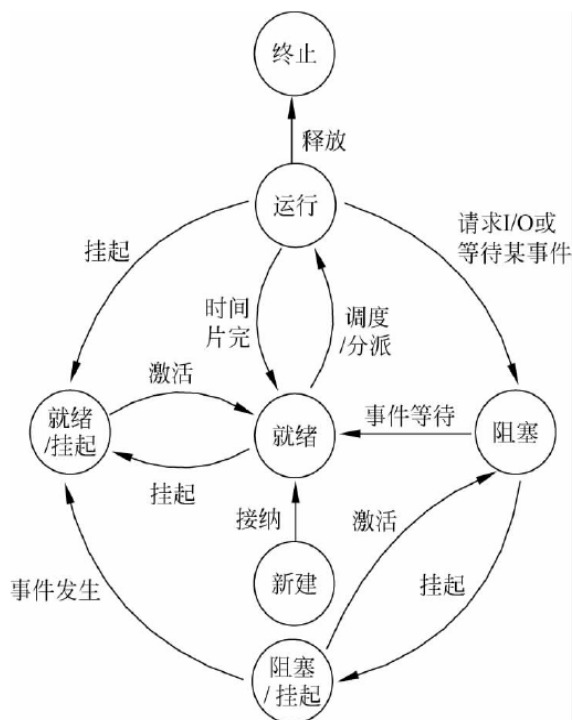 终止
释放
运行
请求I/O或
等待某事件
挂起
时间
片完
调度
/分派
激活
就绪
/挂起
就绪
事件等待
阻塞
挂起
接纳
激活
新建
挂起
事件发生
阻塞
/挂起